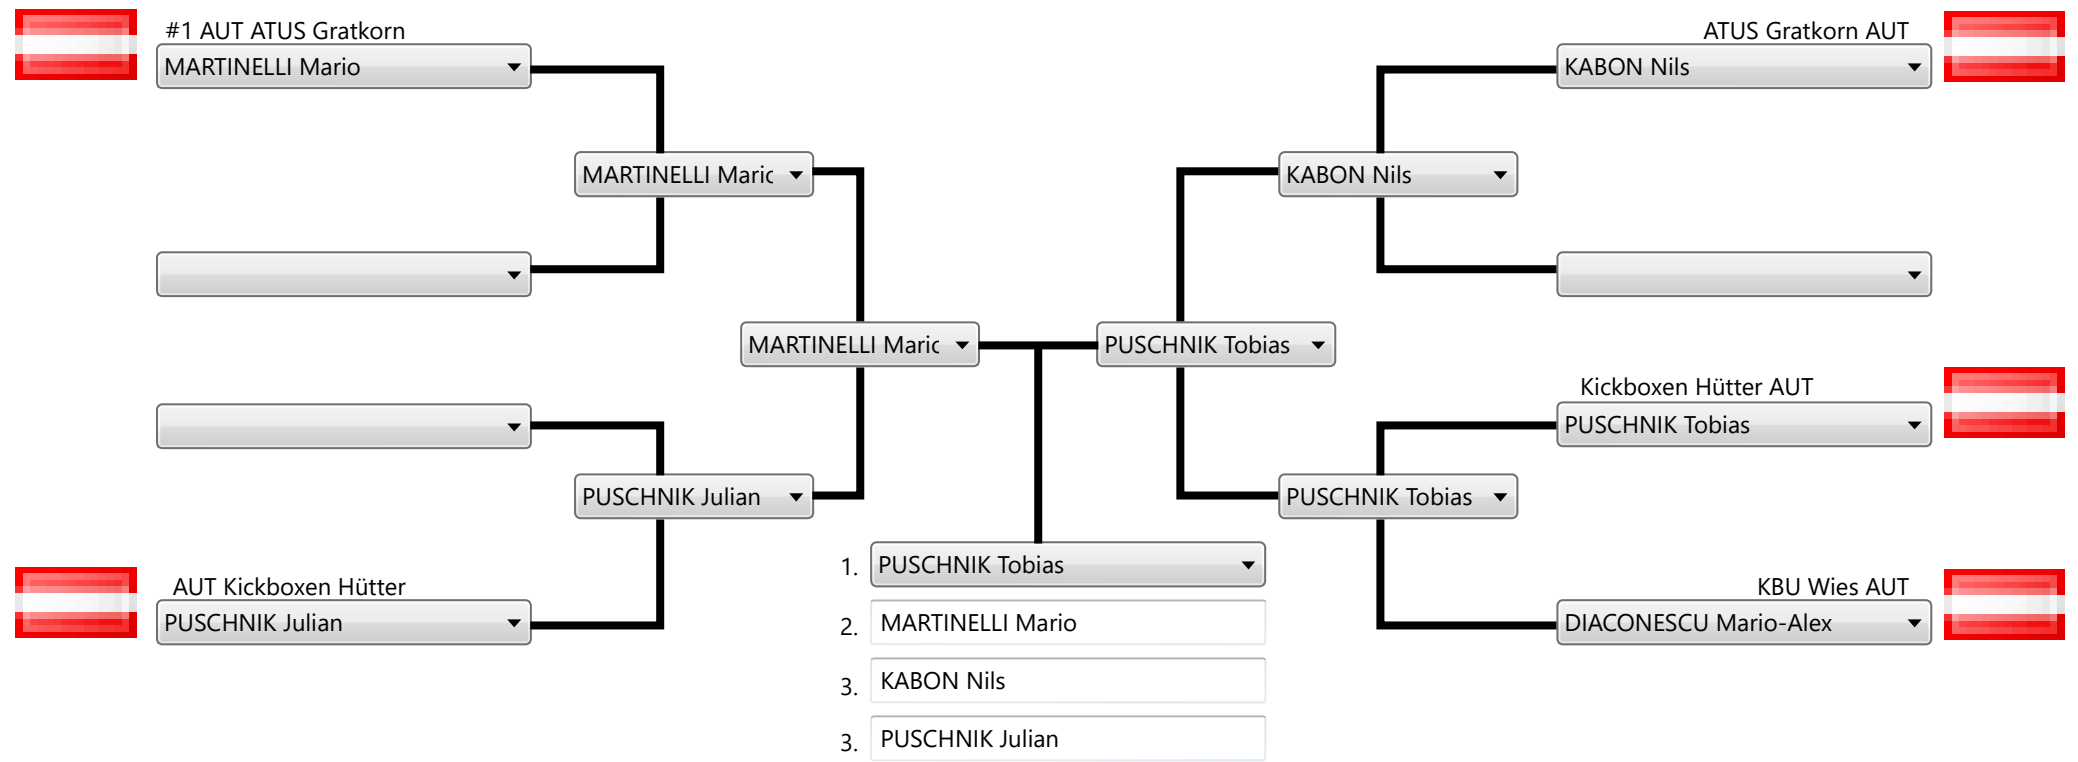 #1 AUT ATUS Gratkorn
MARTINELLI Mario
MARTINELLI Maric
MARTINELLI Maric
PUSCHNIK Julian
AUT Kickboxen Hütter
PUSCHNIK Julian
ATUS Gratkorn AUT
KABON Nils
KABON Nils
PUSCHNIK Tobias
Kickboxen Hütter AUT
PUSCHNIK Tobias
PUSCHNIK Tobias
KBU Wies AUT
DIACONESCU Mario-Alex
1. PUSCHNIK Tobias
2. MARTINELLI Mario
3. KABON Nils
3. PUSCHNIK Julian